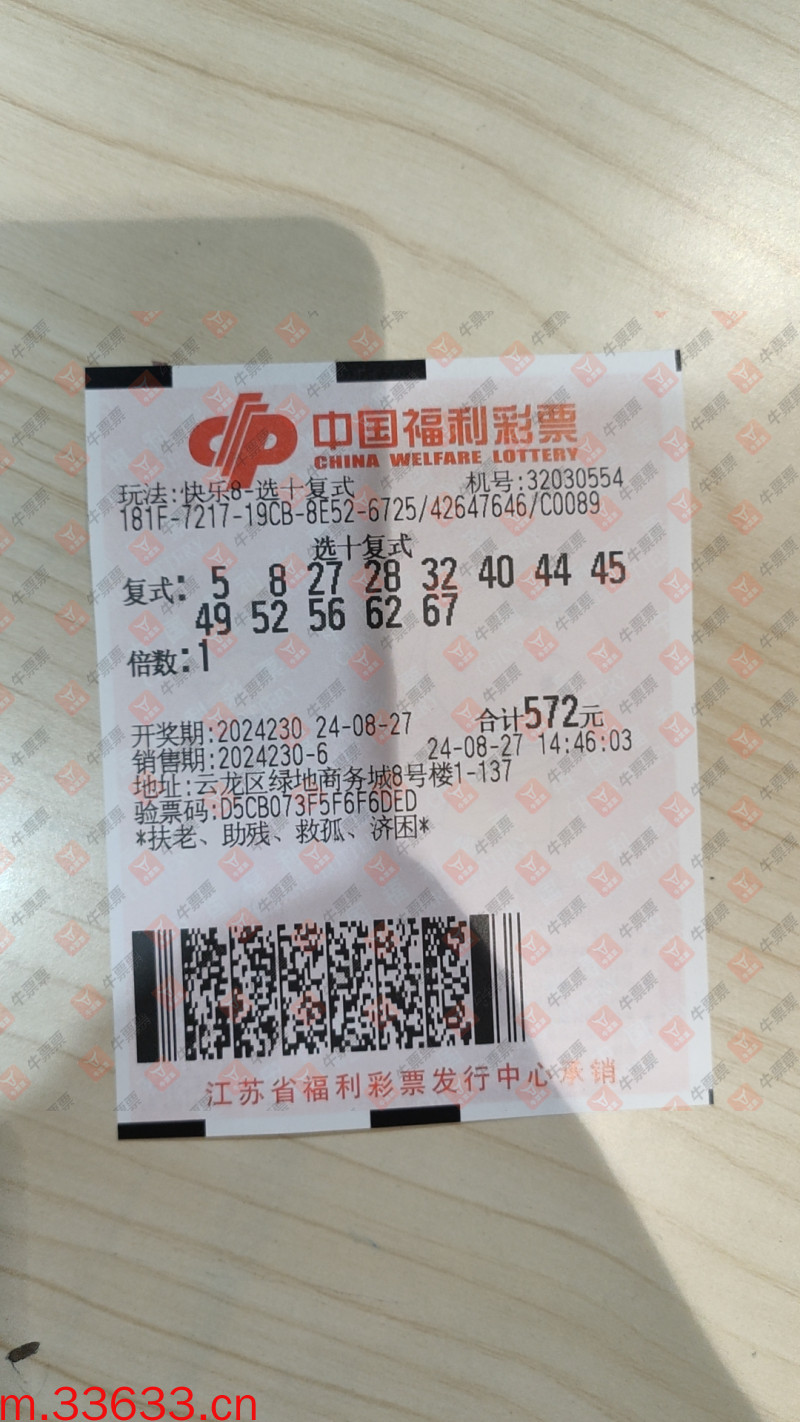 中国福利彩票
CHINA WELFARE LOTTERY
玩法:快乐8-选十复式 机号:32030554
181F-7217-19CB-8E52-6725/42647646/C0089
选十复式
复式: 5 8 27 28 32 40 44 45
49 52 56 62 67
倍数:1
开奖期:2024230 24-08-27 合计572元
销售期:2024230-6 24-08-27 14:46:03
地址:云龙区绿地商务城8号楼1-137
验票码:D5CB073F5F6F6DED
*扶老、助残、救孤、济困*
江苏省福利彩票发行中心承销
牛票票
m.33633.cn